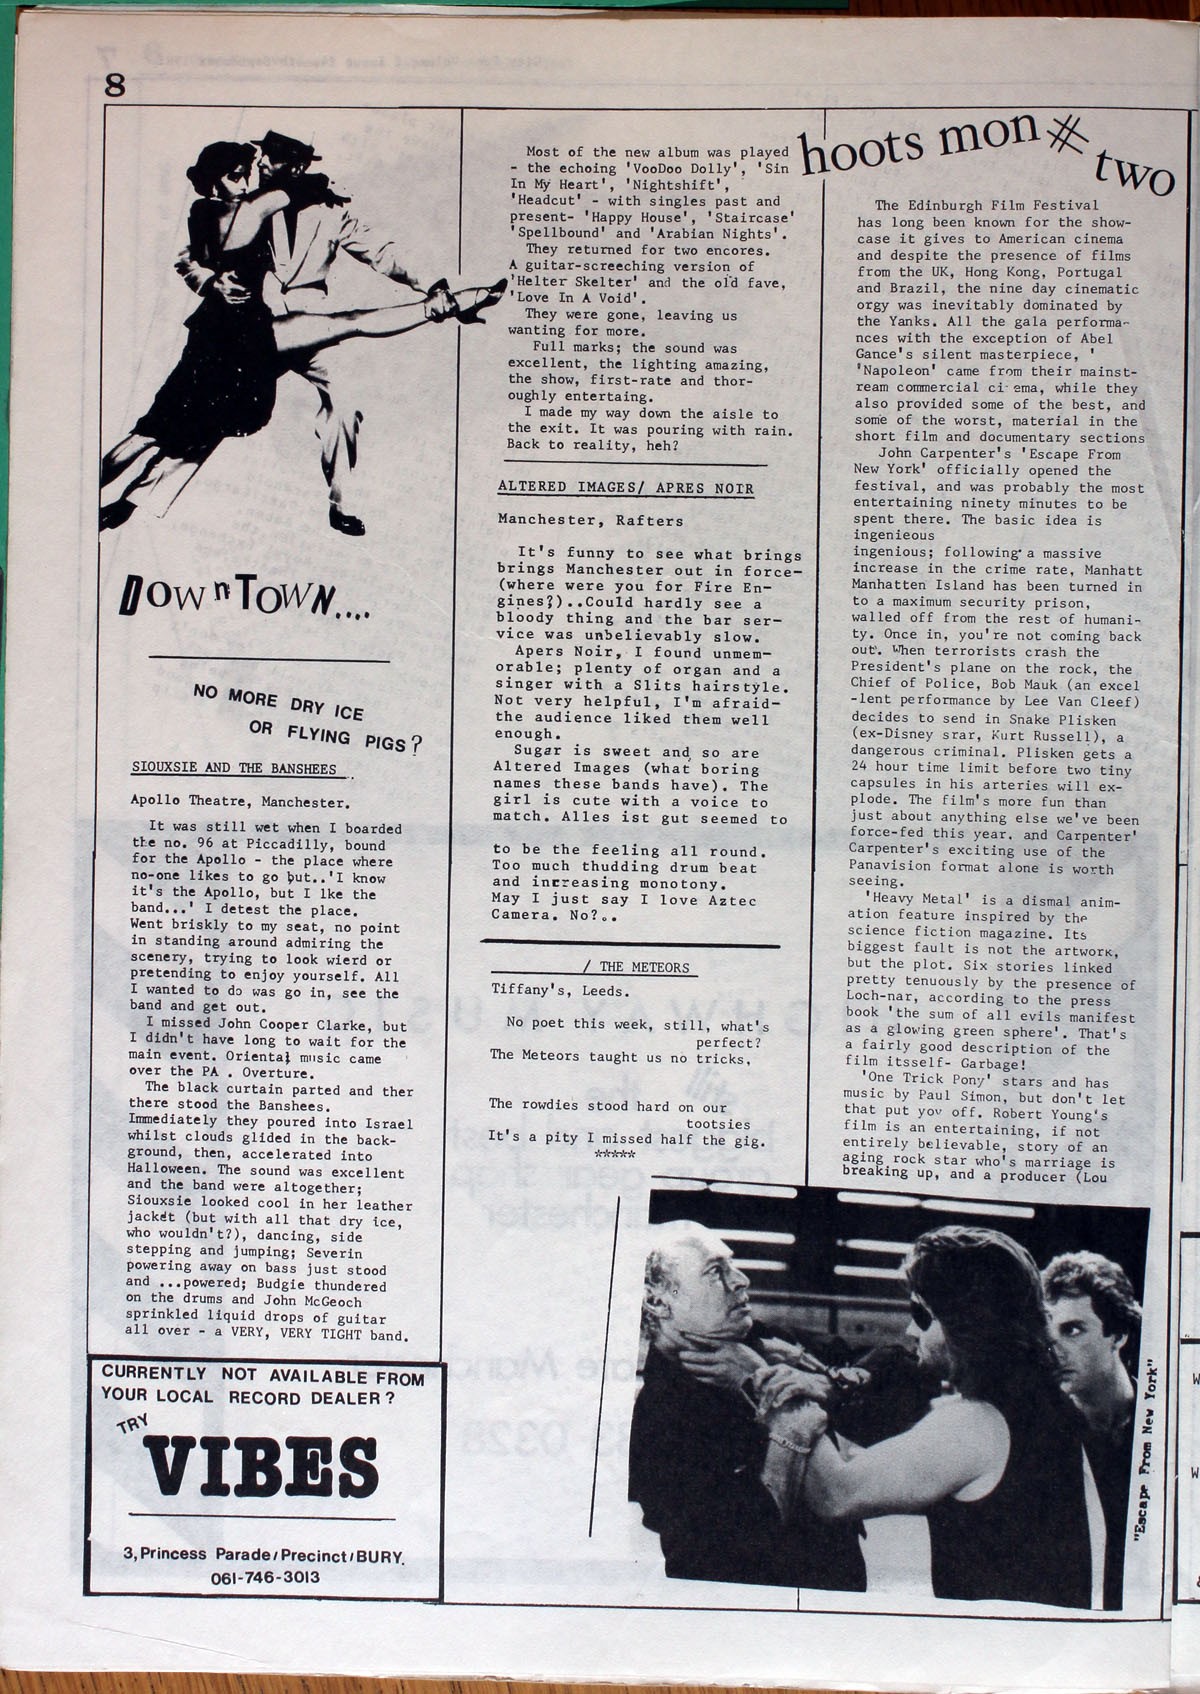 8
DOWnTOWN....
NO MORE DRY ICE
OR FLYING PIGS?
SIOUXSIE AND THE BANSHEES
Apollo Theatre, Manchester.
It was still wet when I boarded
the no. 96 at Piccadilly, bound
for the Apollo - the place where
no-one likes to go but..'I know
it's the Apollo, but I lke the
band...' I detest the place.
Went briskly to my seat, no point
in standing around admiring the
scenery, trying to look wierd or
pretending to enjoy yourself. All
I wanted to do was go in, see the
band and get out.
I missed John Cooper Clarke, but
I didn't have long to wait for the
main event. Oriental music came
over the PA . Overture.
The black curtain parted and ther
there stood the Banshees.
Immediately they poured into Israel
whilst clouds glided in the back-
ground, then, accelerated into
Halloween. The sound was excellent
and the band were altogether;
Siouxsie looked cool in her leather
jacket (but with all that dry ice,
who wouldn't?), dancing, side
stepping and jumping; Severin
powering away on bass just stood
and ...powered; Budgie thundered
on the drums and John McGeoch
sprinkled liquid drops of guitar
all over - a VERY, VERY TIGHT band.
CURRENTLY NOT AVAILABLE FROM
YOUR LOCAL RECORD DEALER?
TRY
VIBES
3, Princess Parade/Precinct/BURY.
061-746-3013
Most of the new album was played
- the echoing 'VooDoo Dolly', 'Sin
In My Heart', 'Nightshift',
'Headcut' - with singles past and
present- 'Happy House', 'Staircase'
'Spellbound' and 'Arabian Nights'.
They returned for two encores.
A guitar-screeching version of
'Helter Skelter' and the old fave,
'Love In A Void'.
They were gone, leaving us
wanting for more.
Full marks; the sound was
excellent, the lighting amazing,
the show, first-rate and thor-
oughly entertaing.
I made my way down the aisle to
the exit. It was pouring with rain.
Back to reality, heh?
ALTERED IMAGES/ APRES NOIR
Manchester, Rafters
It's funny to see what brings
brings Manchester out in force-
(where were you for Fire En-
gines?)..Could hardly see a
bloody thing and the bar ser-
vice was unbelievably slow.
Apers Noir, I found unmem-
orable; plenty of organ and a
singer with a Slits hairstyle.
Not very helpful, I'm afraid-
the audience liked them well
enough.
Sugar is sweet and so are
Altered Images (what boring
names these bands have). The
girl is cute with a voice to
match. Alles ist gut seemed to
to be the feeling all round.
Too much thudding drum beat
and increasing monotony.
May I just say I love Aztec
Camera. No?..
/ THE METEORS
Tiffany's, Leeds.
No poet this week, still, what's
perfect?
The Meteors taught us no tricks,
The rowdies stood hard on our
tootsies
It's a pity I missed half the gig.
*****
hoots mon # two
The Edinburgh Film Festival
has long been known for the show-
case it gives to American cinema
and despite the presence of films
from the UK, Hong Kong, Portugal
and Brazil, the nine day cinematic
orgy was inevitably dominated by
the Yanks. All the gala performa-
nces with the exception of Abel
Gance's silent masterpiece, '
'Napoleon' came from their mainst-
ream commercial ci ema, while they
also provided some of the best, and
some of the worst, material in the
short film and documentary sections
John Carpenter's 'Escape From
New York' officially opened the
festival, and was probably the most
entertaining ninety minutes to be
spent there. The basic idea is
ingenieous
ingenious; following a massive
increase in the crime rate, Manhatt
Manhatten Island has been turned in
to a maximum security prison,
walled off from the rest of humani-
ty. Once in, you're not coming back
out. When terrorists crash the
President's plane on the rock, the
Chief of Police, Bob Mauk (an excel
-lent performance by Lee Van Cleef)
decides to send in Snake Plisken
(ex-Disney srar, Kurt Russell), a
dangerous criminal. Plisken gets a
24 hour time limit before two tiny
capsules in his arteries will ex-
plode. The film's more fun than
just about anything else we've been
force-fed this year. and Carpenter'
Carpenter's exciting use of the
Panavision format alone is worth
seeing.
'Heavy Metal' is a dismal anim-
ation feature inspired by the
science fiction magazine. Its
biggest fault is not the artwork,
but the plot. Six stories linked
pretty tenuously by the presence of
Loch-nar, according to the press
book 'the sum of all evils manifest
as a glowing green sphere'. That's
a fairly good description of the
film itsself- Garbage!
'One Trick Pony' stars and has
music by Paul Simon, but don't let
that put you off. Robert Young's
film is an entertaining, if not
entirely believable, story of an
aging rock star who's marriage is
breaking up, and a producer (Lou
"Escape From New York"